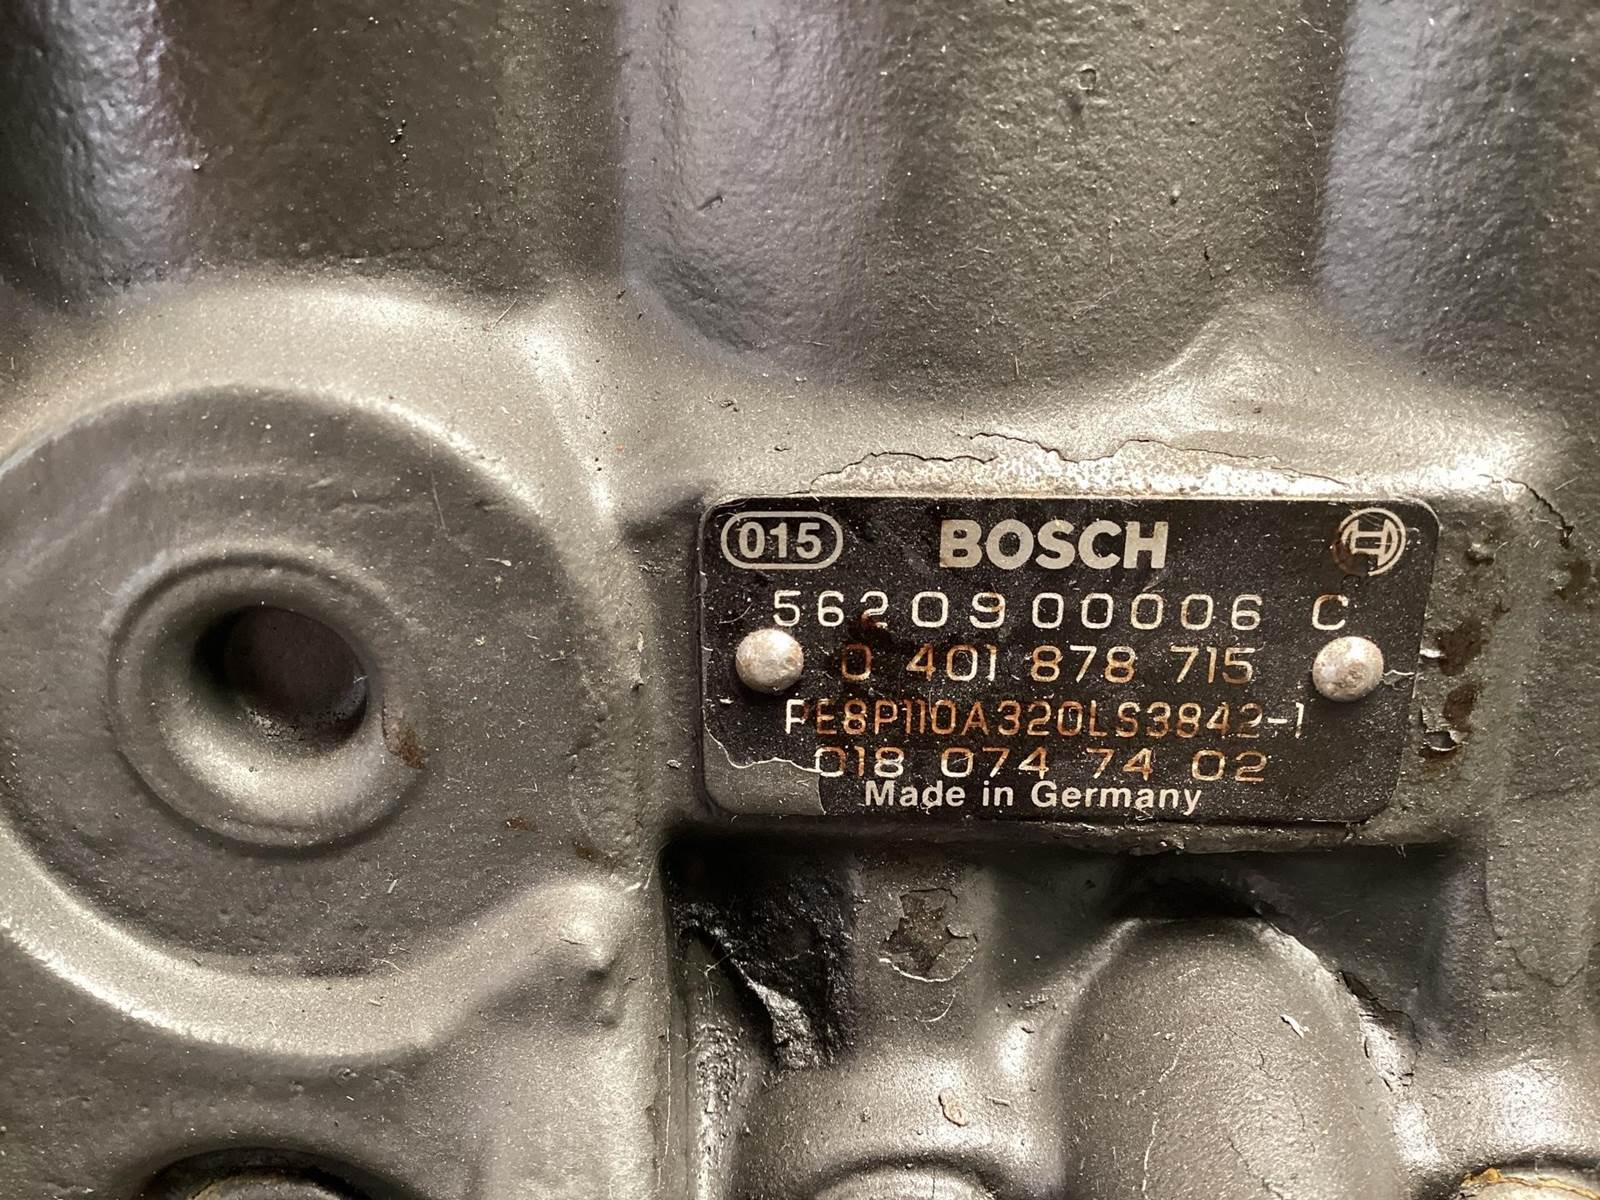 015 BOSCH
5620900006 C
0 401 878 715
PE8P110A320LS3842-1
018 074 74 02
Made in Germany